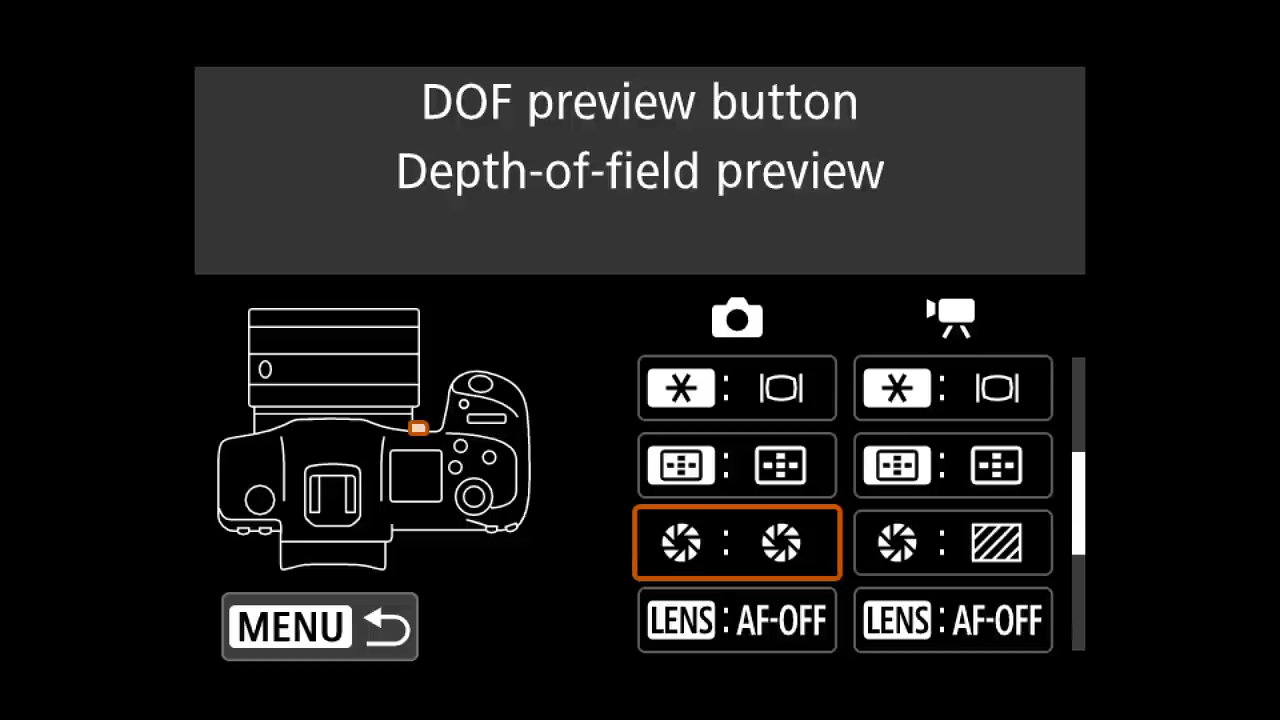 DOF preview button
Depth-of-field preview
MENU
LENS : AF-OFF
LENS : AF-OFF